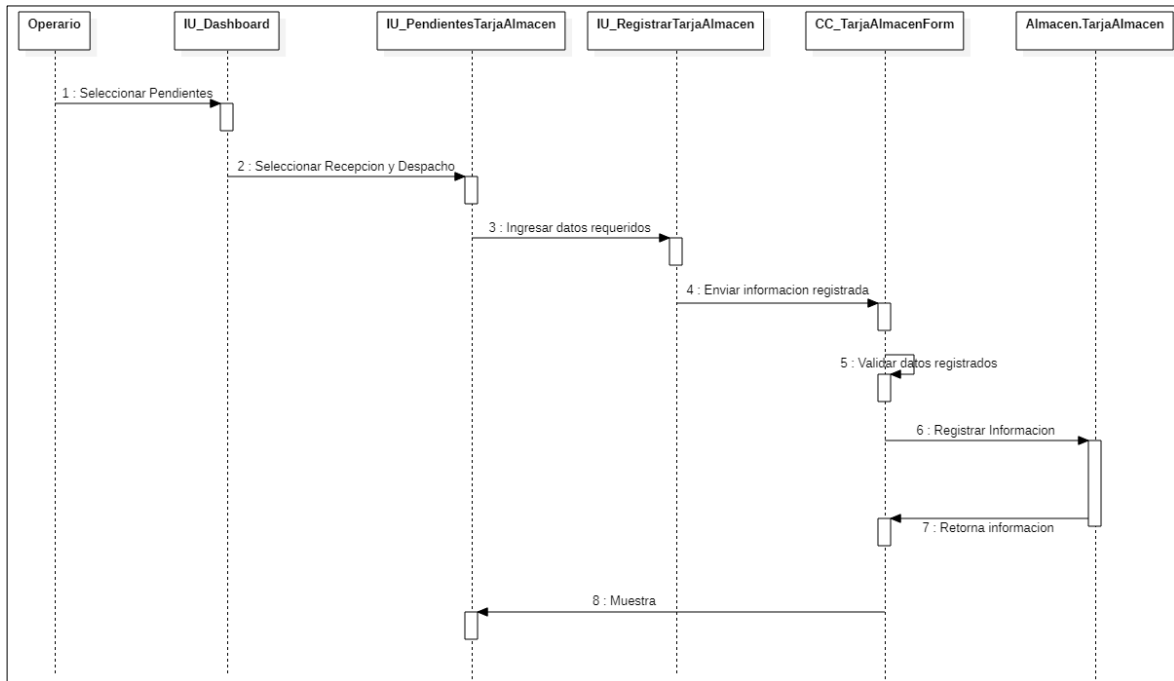 Operario
IU_Dashboard
IU_PendientesTarjaAlmacen
IU_RegistrarTarjaAlmacen
CC_TarjaAlmacenForm
Almacen.TarjaAlmacen
1 : Seleccionar Pendientes
2 : Seleccionar Recepcion y Despacho
3 : Ingresar datos requeridos
4 : Enviar informacion registrada
5 : Validar datos registrados
6 : Registrar Informacion
7 : Retorna informacion
8 : Muestra